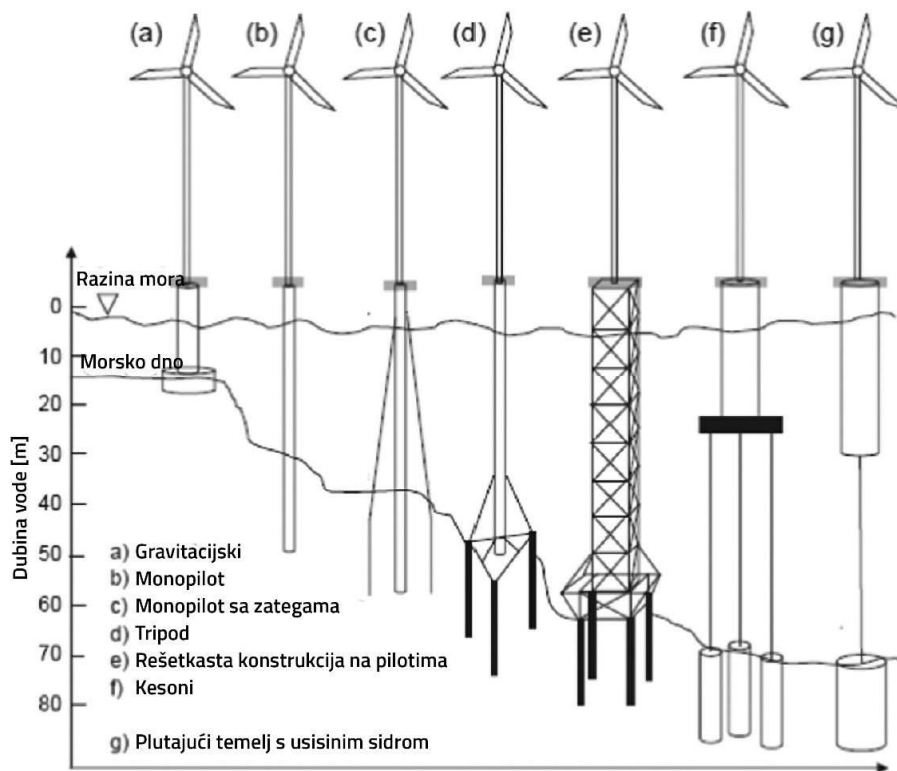 (a) (b) (c) (d) (e) (f) (g)
Razina mora
0
10
Morsko dno
20
30
40
50
60
70
80
Dubina vode [m]
a) Gravitacijski
b) Monopilot
c) Monopilot sa zategama
d) Tripod
e) Rešetkasta konstrukcija na pilotima
f) Kesoni
g) Plutajući temelj s usisinim sidrom